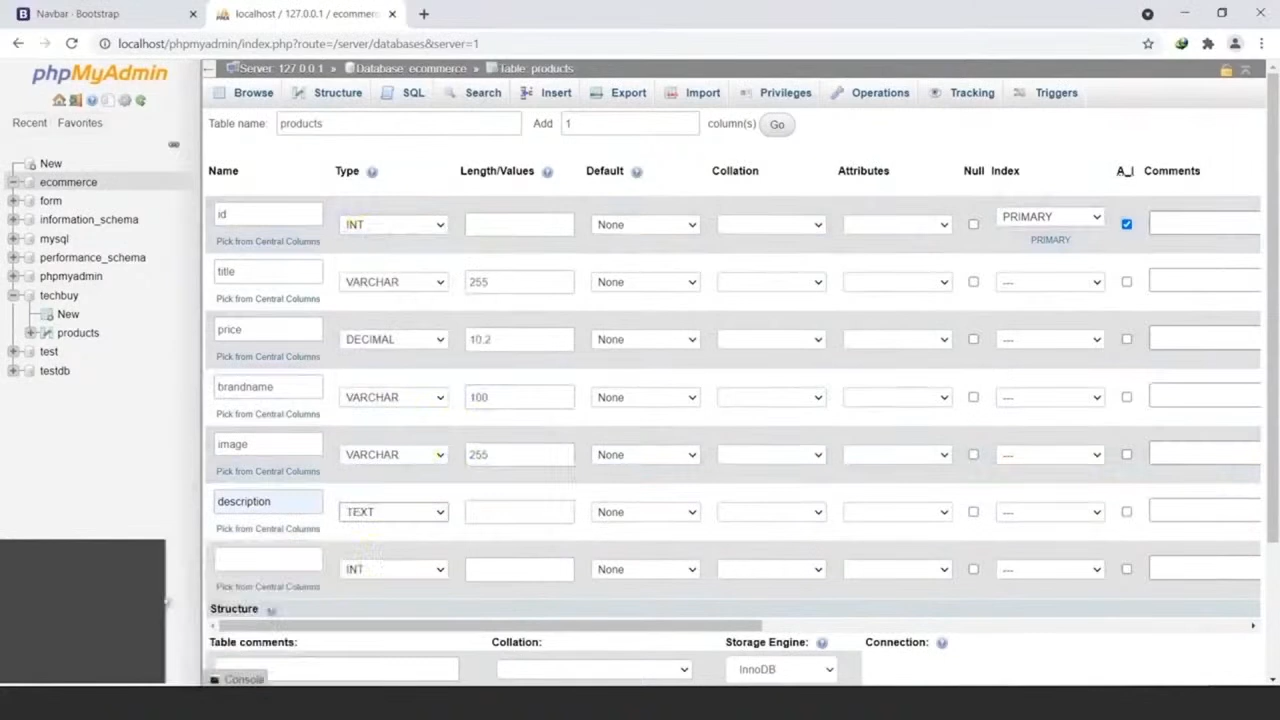 Navbar · Bootstrap
localhost / 127.0.0.1 / ecommerc
localhost/phpmyadmin/index.php?route=/server/databases&server=1
phpMyAdmin
Recent Favorites
New
ecommerce
form
information_schema
mysql
performance_schema
phpmyadmin
techbuy
New
products
test
testdb
Server: 127.0.0.1 » Database: ecommerce » Table: products
Browse Structure SQL Search Insert Export Import Privileges Operations Tracking Triggers
Table name: products Add 1 column(s) Go
Name Type Length/Values Default Collation Attributes Null Index A_I Comments
id INT None PRIMARY
Pick from Central Columns PRIMARY
title VARCHAR 255 None ---
Pick from Central Columns
price DECIMAL 10.2 None ---
Pick from Central Columns
brandname VARCHAR 100 None ---
Pick from Central Columns
image VARCHAR 255 None ---
Pick from Central Columns
description TEXT None ---
Pick from Central Columns
INT None ---
Pick from Central Columns
Structure
Table comments: Collation: Storage Engine: Connection:
InnoDB
Console